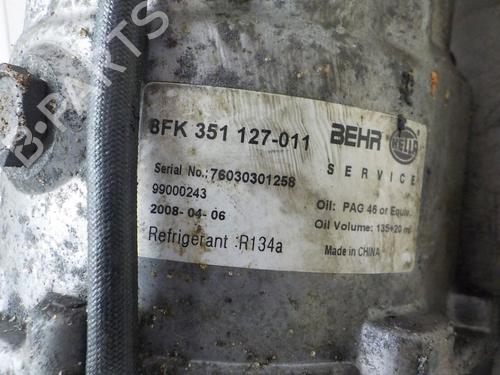 B-PARTS
8FK 351 127-011
BEHR HELLA
SERVICE
Serial No.:76030301258
99000243
2008-04-06
Oil: PAG 46 or Equiv.
Oil Volume: 135+20 ml
Refrigerant :R134a
Made in CHINA